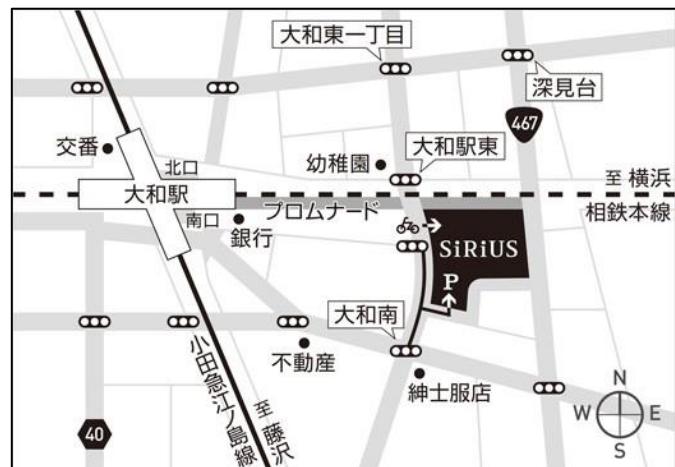 大和東一丁目
深見台
467
交番
北口
幼稚園
大和駅東
至 横浜
大和駅
プロムナード
相鉄本線
南口
銀行
SiRiUS
P
大和南
不動産
小田急江ノ島線
至 藤沢
紳士服店
40
N
W
E
S